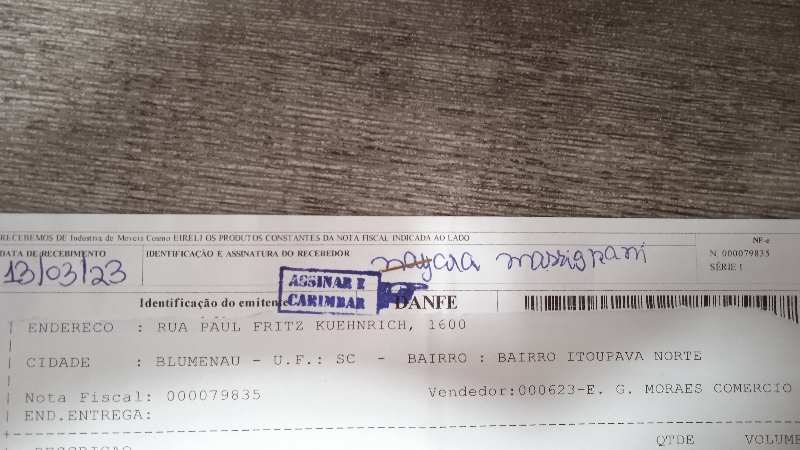 RECEBEMOS DE Industria de Moveis Cosmo EIRELI OS PRODUTOS CONSTANTES DA NOTA FISCAL INDICADA AO LADO
NF-e
DATA DE RECEBIMENTO
IDENTIFICAÇÃO E ASSINATURA DO RECEBEDOR
N. 000079835
SÉRIE 1
13/03/23
ASSINAR E
CARIMBAR
Identificação do emitente
DANFE
ENDERECO : RUA PAUL FRITZ KUEHNRICH, 1600
CIDADE : BLUMENAU - U.F.: SC - BAIRRO : BAIRRO ITOUPAVA NORTE
Nota Fiscal: 000079835 Vendedor:000623-E. G. MORAES COMERCIO
END.ENTREGA:
QTDE VOLUME